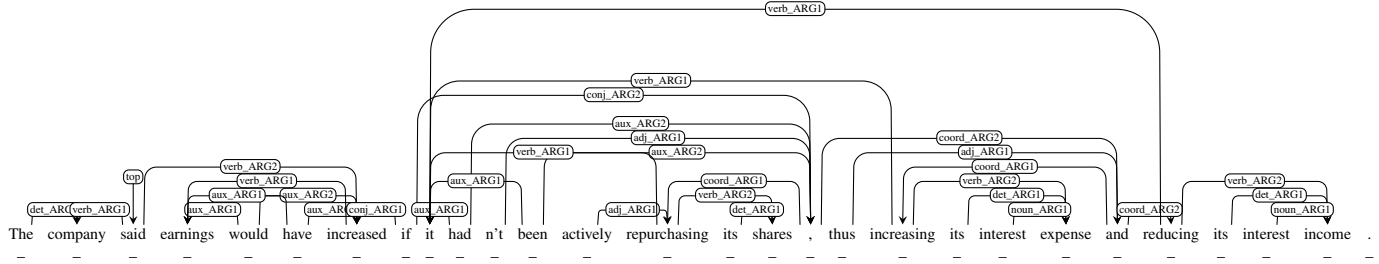 verb_ARG1
verb_ARG1
conj_ARG2
aux_ARG2
adj_ARG1 coord_ARG2
verb_ARG1 aux_ARG2 adj_ARG1
verb_ARG2 coord_ARG1
top verb_ARG1 aux_ARG1 coord_ARG1 verb_ARG2 verb_ARG2
aux_ARG1 aux_ARG2 verb_ARG2 det_ARG1 det_ARG1
det_ARG verb_ARG1 aux_ARG1 aux_AR conj_ARG1 aux_ARG1 adj_ARG1 det_ARG1 noun_ARG1 coord_ARG2 noun_ARG1
The company said earnings would have increased if it had n't been actively repurchasing its shares , thus increasing its interest expense and reducing its interest income .
_ _ _ _ _ _ _ _ _ _ _ _ _ _ _ _ _ _ _ _ _ _ _ _ _ _ _ _